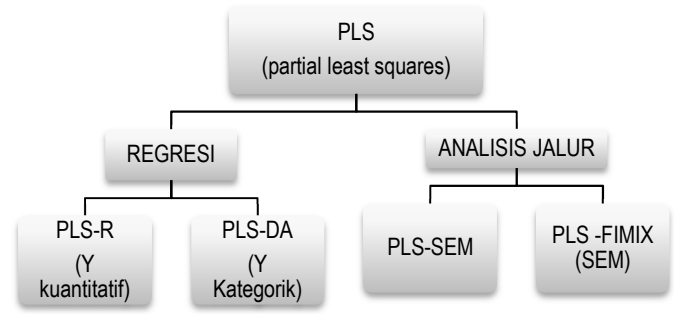 PLS
(partial least squares)
REGRESI
ANALISIS JALUR
PLS-R
(Y
kuantitatif)
PLS-DA
(Y
Kategorik)
PLS-SEM
PLS -FIMIX
(SEM)